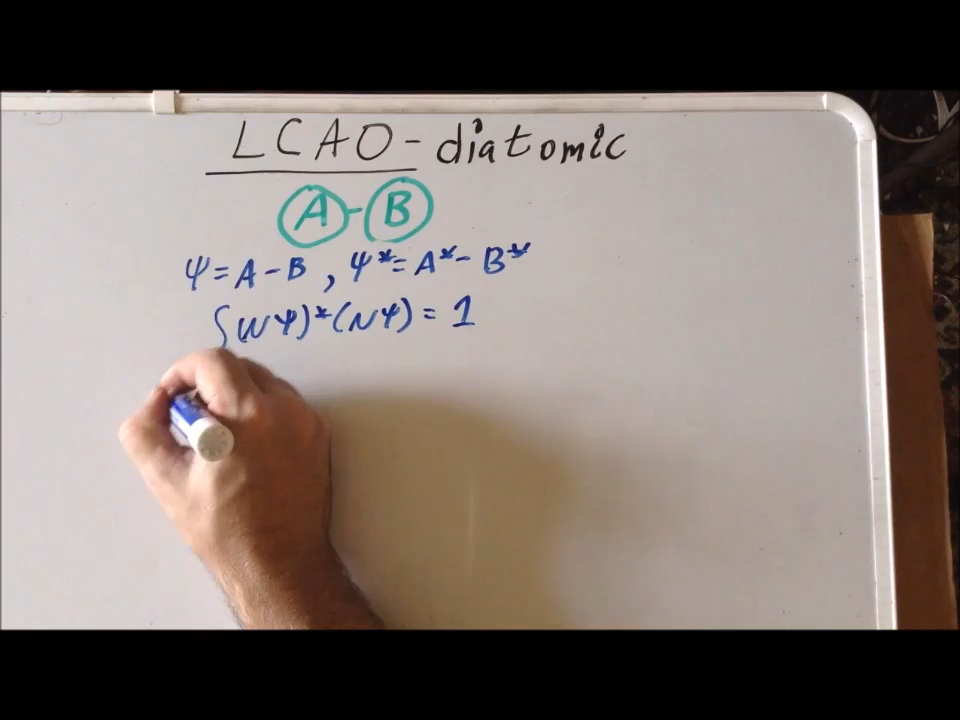 LCAO - diatomic
A - B
ψ = A - B , ψ* = A* - B*
∫(Nψ)*(Nψ) = 1